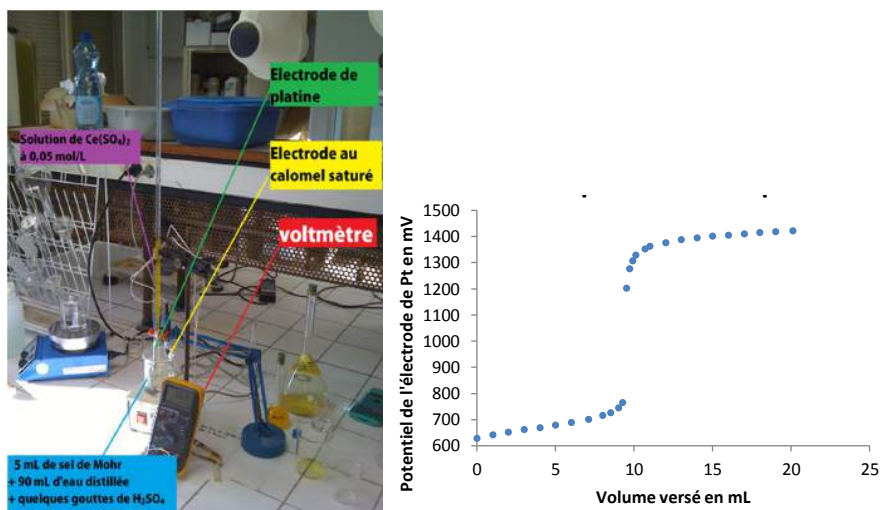 Electrode de
platine
Solution de Ce(SO₄)₂
à 0,05 mol/L
Electrode au
calomel saturé
voltmètre
5 mL de sel de Mohr
+ 90 mL d'eau distillée
+ quelques gouttes de H₂SO₄
Potentiel de l'électrode de Pt en mV
1500
1400
1300
1200
1100
1000
900
800
700
600
0
5
10
15
20
25
Volume versé en mL